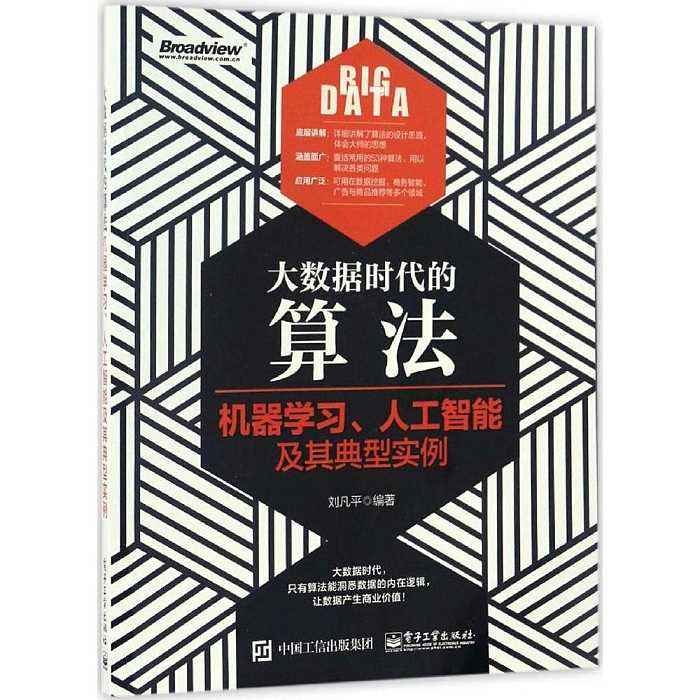 Broadview®
www.broadview.com.cn
BIG
DATA
底层讲解：详细讲解了算法的设计思路，
体会大师的思想
涵盖面广：囊括常用的53种算法，用以
解决各类问题
应用广泛：可用在数据挖掘、商务智能、
广告与商品推荐等多个领域
大数据时代的
算法
机器学习、人工智能
及其典型实例
刘凡平 编著
大数据时代，
只有算法能洞悉数据的内在逻辑，
让数据产生商业价值！
中国工信出版集团
电子工业出版社